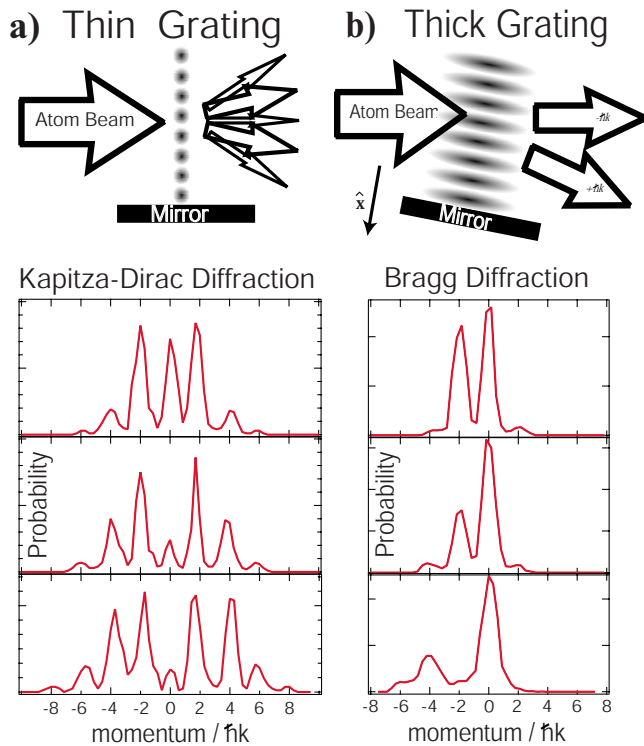 a) Thin Grating
Atom Beam
Mirror
b) Thick Grating
Atom Beam
-ħk
+ħk
x̂
Mirror
Kapitza-Dirac Diffraction
Probability
-8 -6 -4 -2 0 2 4 6 8
momentum / ħk
Bragg Diffraction
Probability
-8 -6 -4 -2 0 2 4 6 8
momentum / ħk